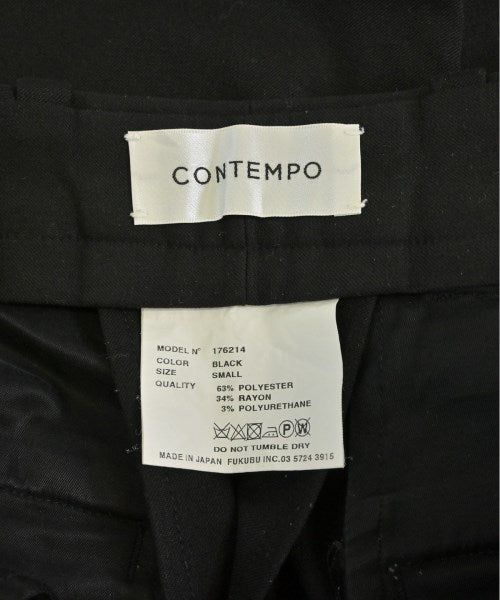 CONTEMPO
MODEL N° 176214
COLOR BLACK
SIZE SMALL
QUALITY 63% POLYESTER
34% RAYON
3% POLYURETHANE
DO NOT TUMBLE DRY
MADE IN JAPAN FUKUBU INC.03 5724 3915